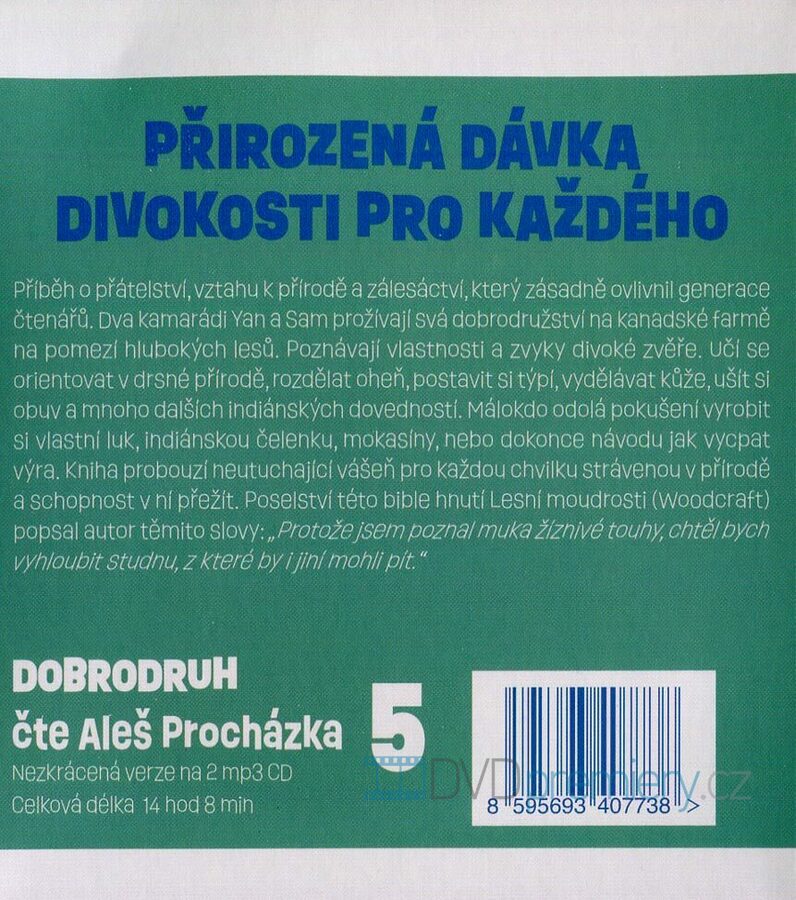 PŘIROZENÁ DÁVKA
DIVOKOSTI PRO KAŽDÉHO
Příběh o přátelství, vztahu k přírodě a zálesáctví, který zásadně ovlivnil generace
čtenářů. Dva kamarádi Yan a Sam prožívají svá dobrodružství na kanadské farmě
na pomezí hlubokých lesů. Poznávají vlastnosti a zvyky divoké zvěře. Učí se
orientovat v drsné přírodě, rozdělat oheň, postavit si týpí, vydělávat kůže, ušít si
obuv a mnoho dalších indiánských dovedností. Málokdo odolá pokušení vyrobit
si vlastní luk, indiánskou čelenku, mokasíny, nebo dokonce návodu jak vycpat
výra. Kniha probouzí neutuchající vášeň pro každou chvilku strávenou v přírodě
a schopnost v ní přežít. Poselství této bible hnutí Lesní moudrosti (Woodcraft)
popsal autor těmito slovy: „Protože jsem poznal muka žíznivé touhy, chtěl bych
vyhloubit studnu, z které by i jiní mohli pít.“
DOBRODRUH
čte Aleš Procházka
5
Nezkrácená verze na 2 mp3 CD
Celková délka 14 hod 8 min
DVDpremiery.cz
8 595693 407738 >